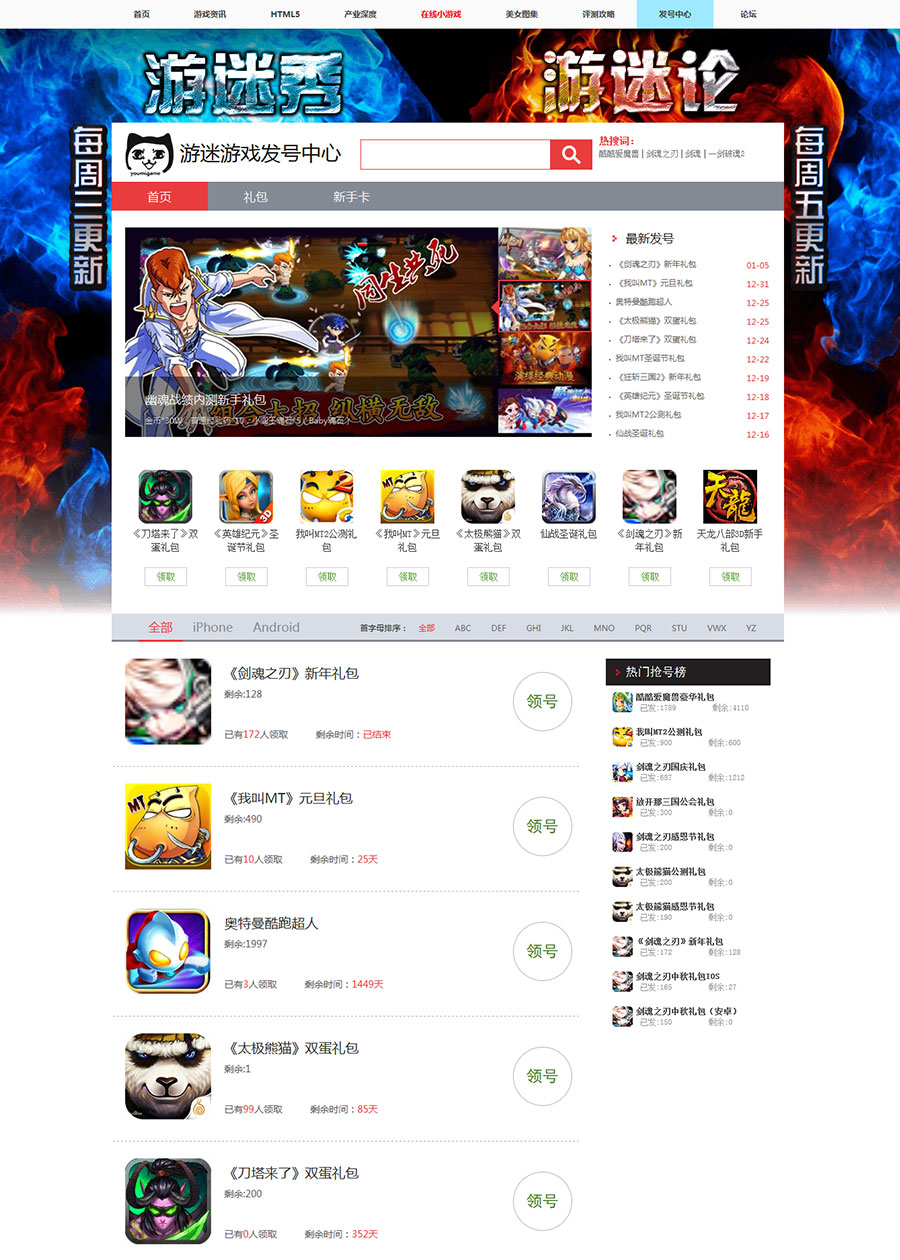 首页 游戏资讯 HTML5 产业深度 在线小游戏 美女图集 评测攻略 发号中心 论坛
游迷秀 游迷论
每周三更新
每周五更新
youmigame
游迷游戏发号中心
热搜词：
酷酷爱魔兽 | 剑魂之刃 | 剑魂 | 一剑破魂2
首页 礼包 新手卡
同生共死
组合大招 纵横无敌
幽魂战绩内测新手礼包
演绎经典动漫
最新发号
《剑魂之刃》新年礼包 01-05
《我叫MT》元旦礼包 12-31
奥特曼酷跑超人 12-25
《太极熊猫》双蛋礼包 12-25
《刀塔来了》双蛋礼包 12-24
我叫MT圣诞节礼包 12-22
《狂斩三国2》新年礼包 12-19
《英雄纪元》圣诞节礼包 12-18
我叫MT2公测礼包 12-17
仙战圣诞礼包 12-16
3D
2
MT
天龍
《刀塔来了》双蛋礼包
《英雄纪元》圣诞节礼包
我叫MT2公测礼包
《我叫MT》元旦礼包
《太极熊猫》双蛋礼包
仙战圣诞礼包
《剑魂之刃》新年礼包
天龙八部3D新手礼包
领取 领取 领取 领取 领取 领取 领取 领取
全部 iPhone Android 首字母排序： 全部 ABC DEF GHI JKL MNO PQR STU VWX YZ
《剑魂之刃》新年礼包
剩余:128
已有172人领取 剩余时间：已结束
领号
MT
《我叫MT》元旦礼包
剩余:490
已有10人领取 剩余时间：25天
领号
奥特曼酷跑超人
剩余:1997
已有3人领取 剩余时间：1449天
领号
《太极熊猫》双蛋礼包
剩余:1
已有99人领取 剩余时间：85天
领号
《刀塔来了》双蛋礼包
剩余:200
已有0人领取 剩余时间：352天
领号
热门抢号榜
酷酷爱魔兽豪华礼包
已发:1789 剩余:4110
我叫MT2公测礼包
已发:900 剩余:600
剑魂之刃国庆礼包
已发:687 剩余:1212
放开那三国公会礼包
已发:300 剩余:0
剑魂之刃感恩节礼包
已发:200 剩余:0
太极熊猫公测礼包
已发:200 剩余:0
太极熊猫感恩节礼包
已发:190 剩余:0
《剑魂之刃》新年礼包
已发:172 剩余:128
剑魂之刃中秋礼包IOS
已发:165 剩余:27
剑魂之刃中秋礼包（安卓）
已发:150 剩余:0